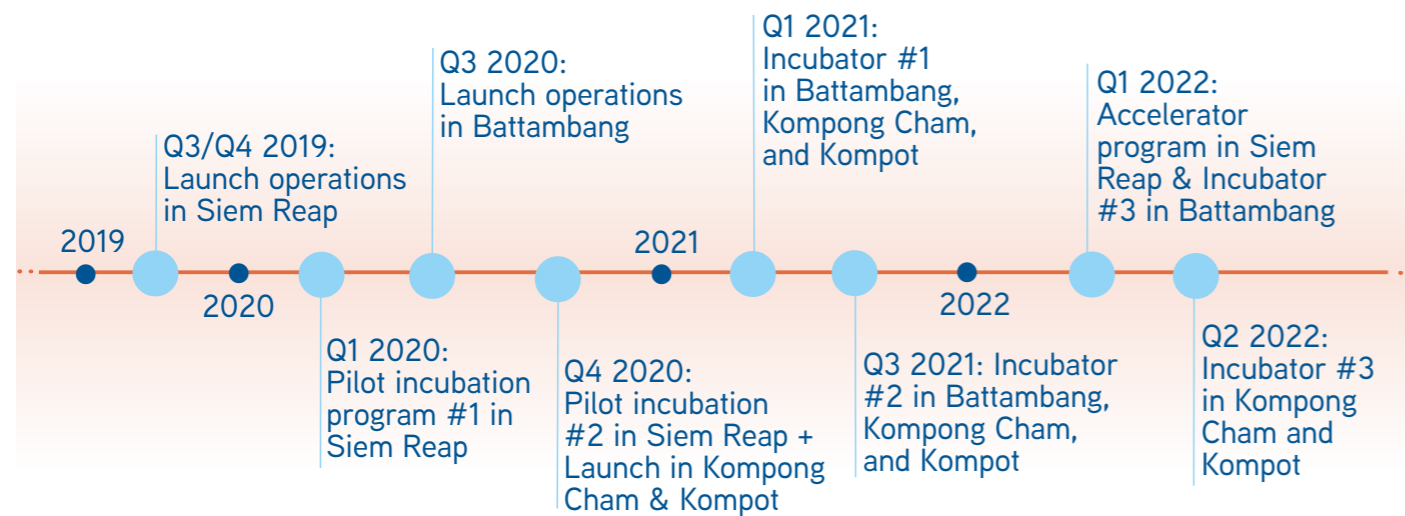 2019
Q3/Q4 2019:
Launch operations
in Siem Reap
2020
Q1 2020:
Pilot incubation
program #1 in
Siem Reap
Q3 2020:
Launch operations
in Battambang
Q4 2020:
Pilot incubation
#2 in Siem Reap +
Launch in Kompong
Cham & Kompot
2021
Q1 2021:
Incubator #1
in Battambang,
Kompong Cham,
and Kompot
Q3 2021: Incubator
#2 in Battambang,
Kompong Cham,
and Kompot
2022
Q1 2022:
Accelerator
program in Siem
Reap & Incubator
#3 in Battambang
Q2 2022:
Incubator #3
in Kompong
Cham and
Kompot